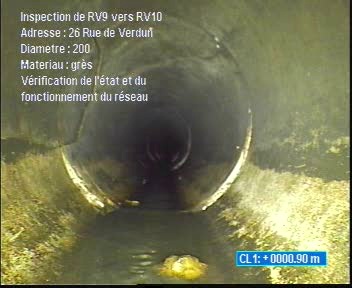 Inspection de RV9 vers RV10
Adresse : 26 Rue de Verdun
Diametre : 200
Materiau : grès
Vérification de l'état et du
fonctionnement du réseau
CL1: +0000.90 m